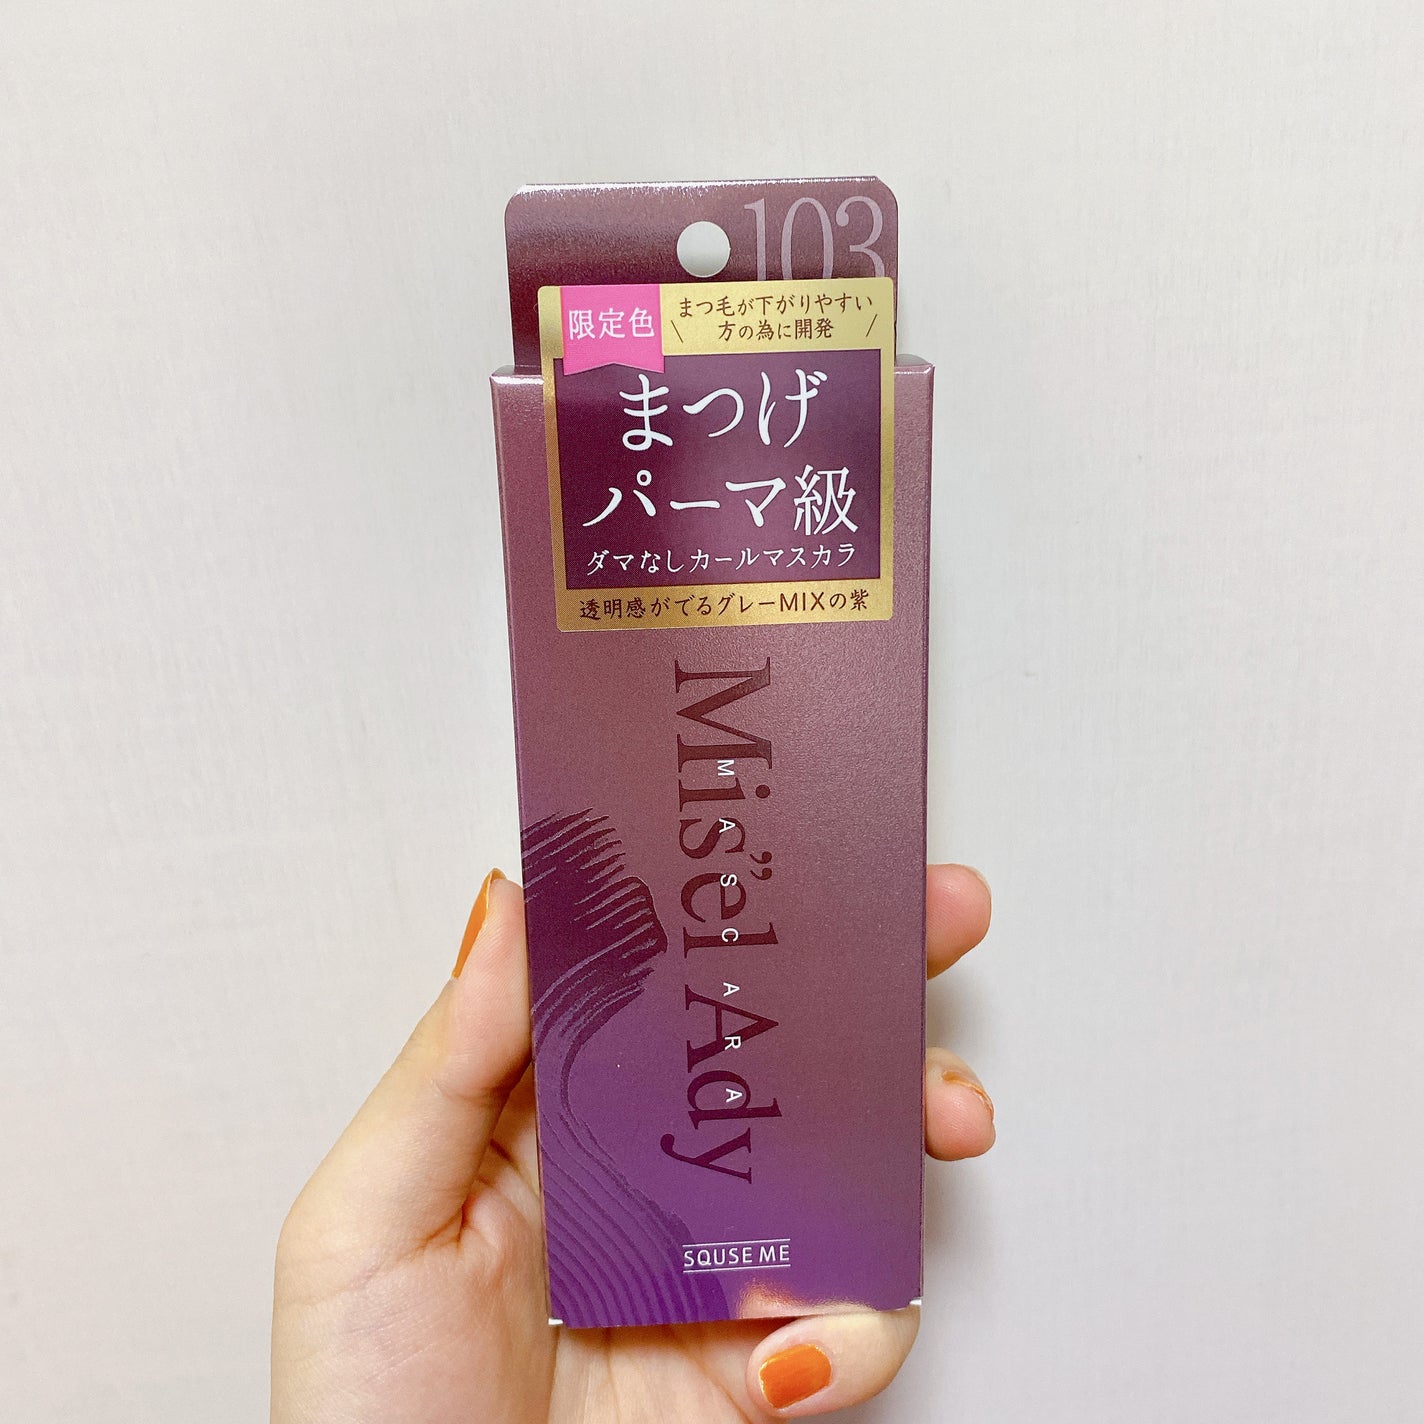 103
限定色
まつ毛が下がりやすい
方の為に開発
まつげ
パーマ級
ダマなしカールマスカラ
透明感がでるグレーMIXの紫
Mis”el Ady
MASCARA
SQUSE ME